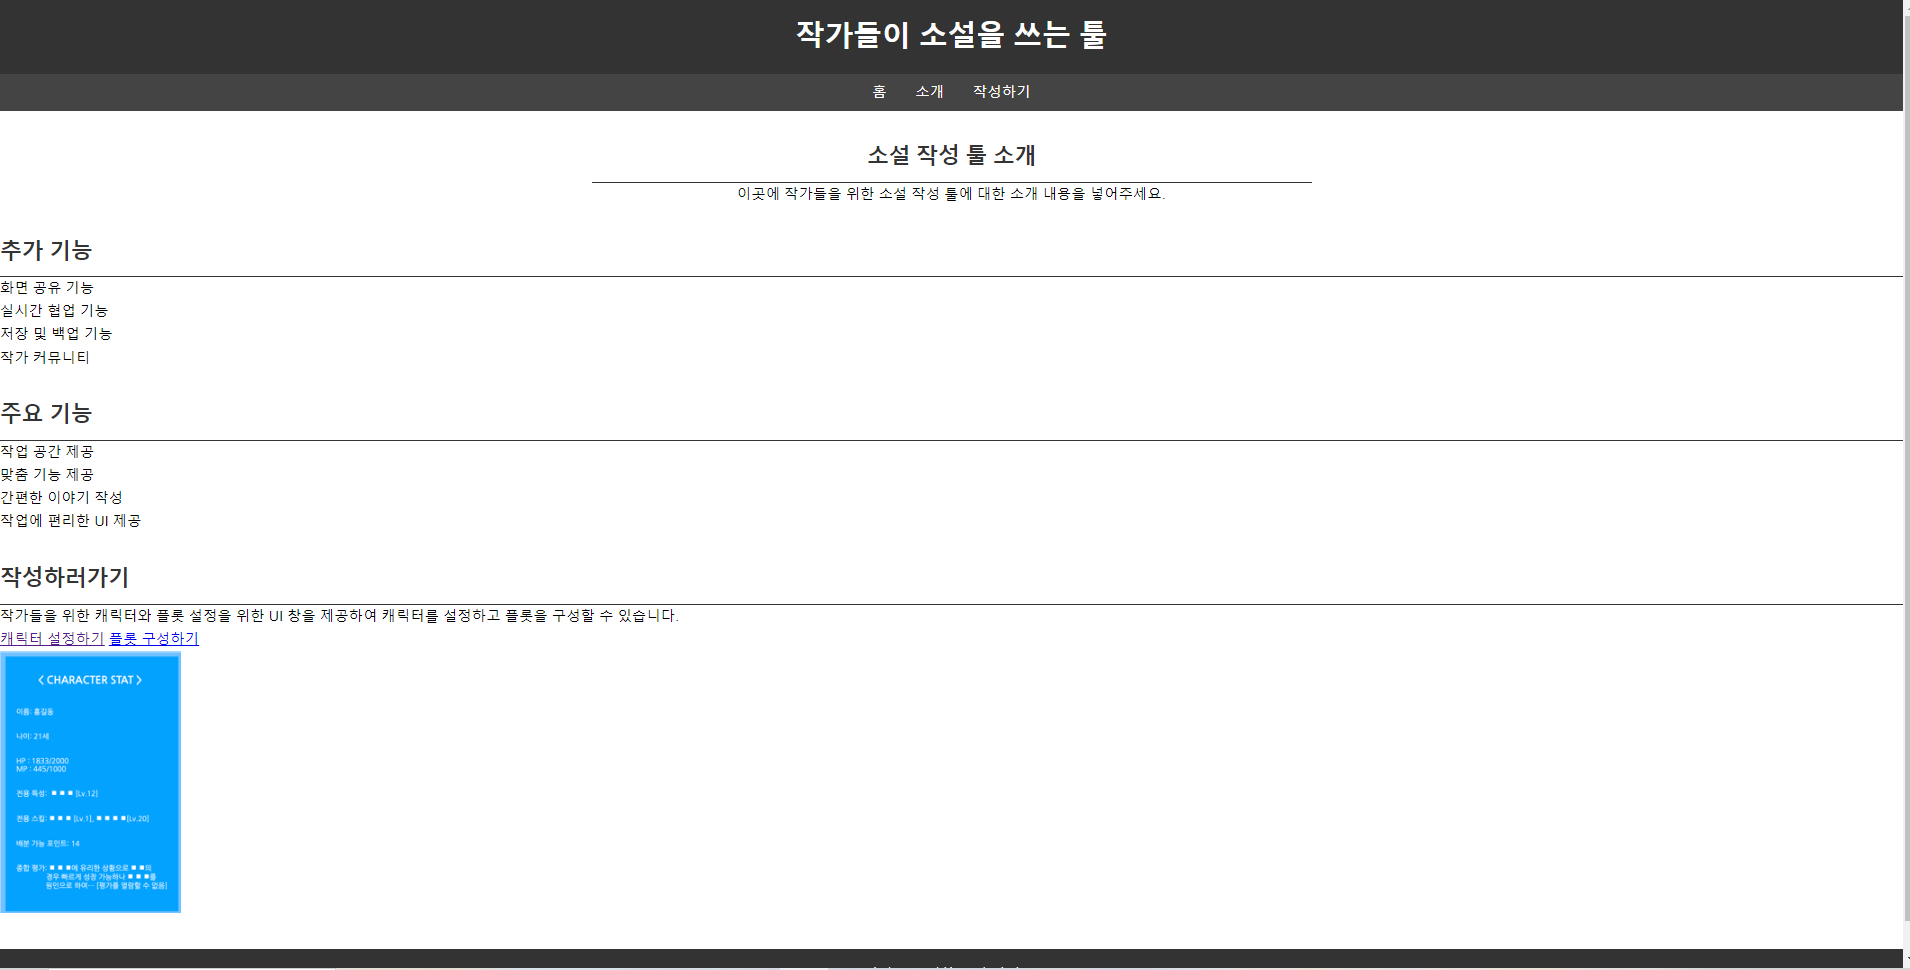 작가들이 소설을 쓰는 툴
홈 소개 작성하기
소설 작성 툴 소개
이곳에 작가들을 위한 소설 작성 툴에 대한 소개 내용을 넣어주세요.
추가 기능
화면 공유 기능
실시간 협업 기능
저장 및 백업 기능
작가 커뮤니티
주요 기능
작업 공간 제공
맞춤 기능 제공
간편한 이야기 작성
작업에 편리한 UI 제공
작성하러가기
작가들을 위한 캐릭터와 플롯 설정을 위한 UI 창을 제공하여 캐릭터를 설정하고 플롯을 구성할 수 있습니다.
캐릭터 설정하기 플롯 구성하기
< CHARACTER STAT >
이름: 홍길동
나이: 21세
HP : 1833/2000
MP : 445/1000
전용 특성: ■ ■ ■ [Lv.12]
전용 스킬: ■ ■ ■ [Lv.1], ■ ■ ■ ■[Lv.20]
배분 가능 포인트: 14
종합 평가: ■ ■ ■에 유리한 상황으로 ■ ■의
경우 빠르게 성장 가능하나 ■ ■ ■를
원인으로 하여… [평가를 열람할 수 없음]